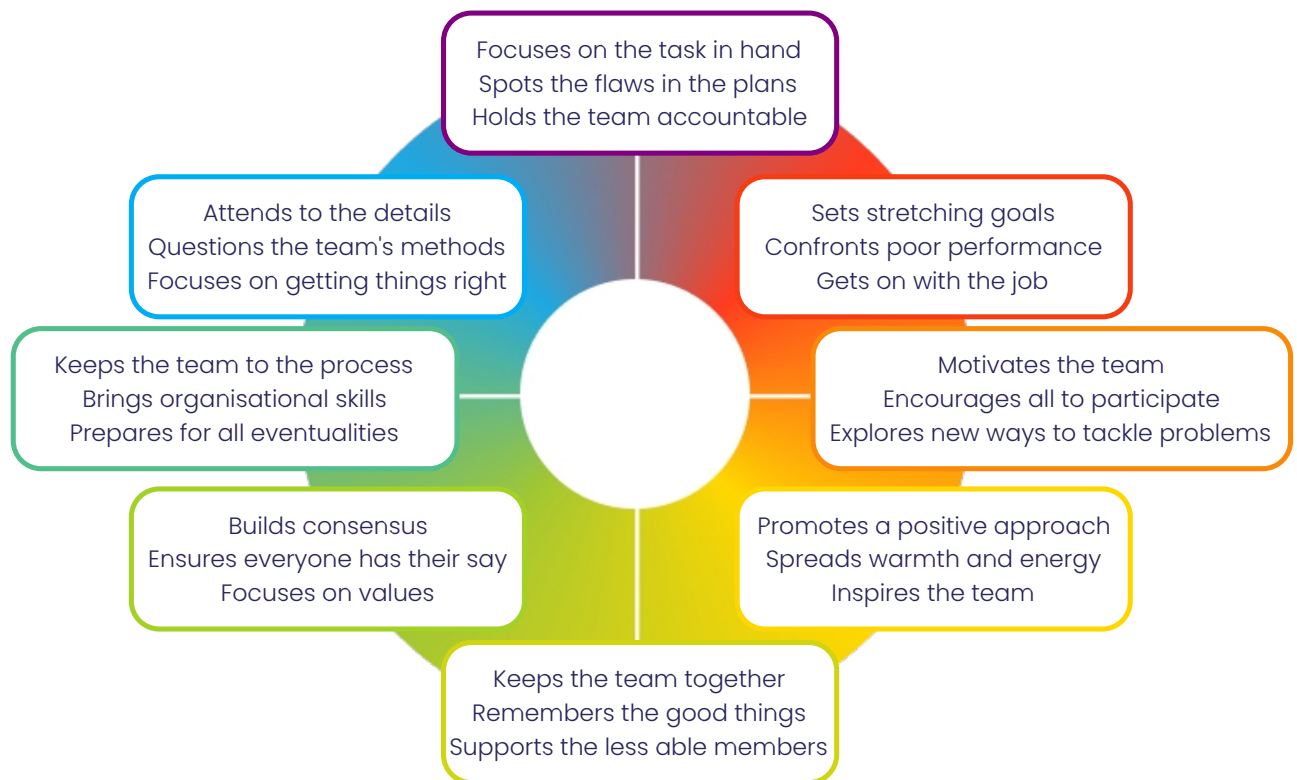 Focuses on the task in hand
Spots the flaws in the plans
Holds the team accountable
Attends to the details
Questions the team's methods
Focuses on getting things right
Sets stretching goals
Confronts poor performance
Gets on with the job
Keeps the team to the process
Brings organisational skills
Prepares for all eventualities
Motivates the team
Encourages all to participate
Explores new ways to tackle problems
Builds consensus
Ensures everyone has their say
Focuses on values
Promotes a positive approach
Spreads warmth and energy
Inspires the team
Keeps the team together
Remembers the good things
Supports the less able members